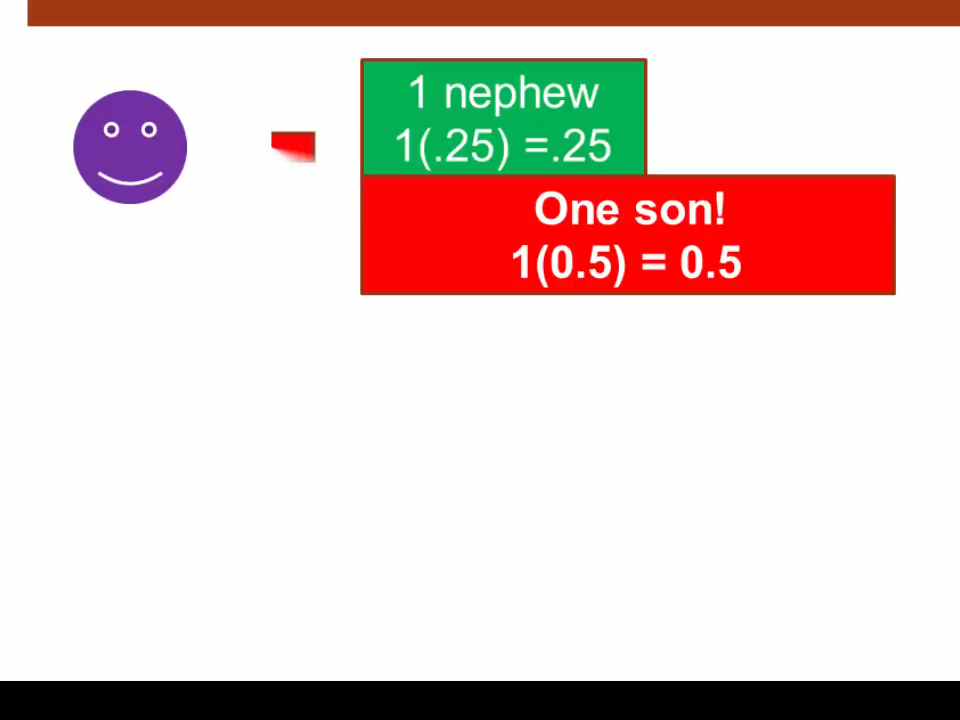 1 nephew
1(.25) =.25
One son!
1(0.5) = 0.5